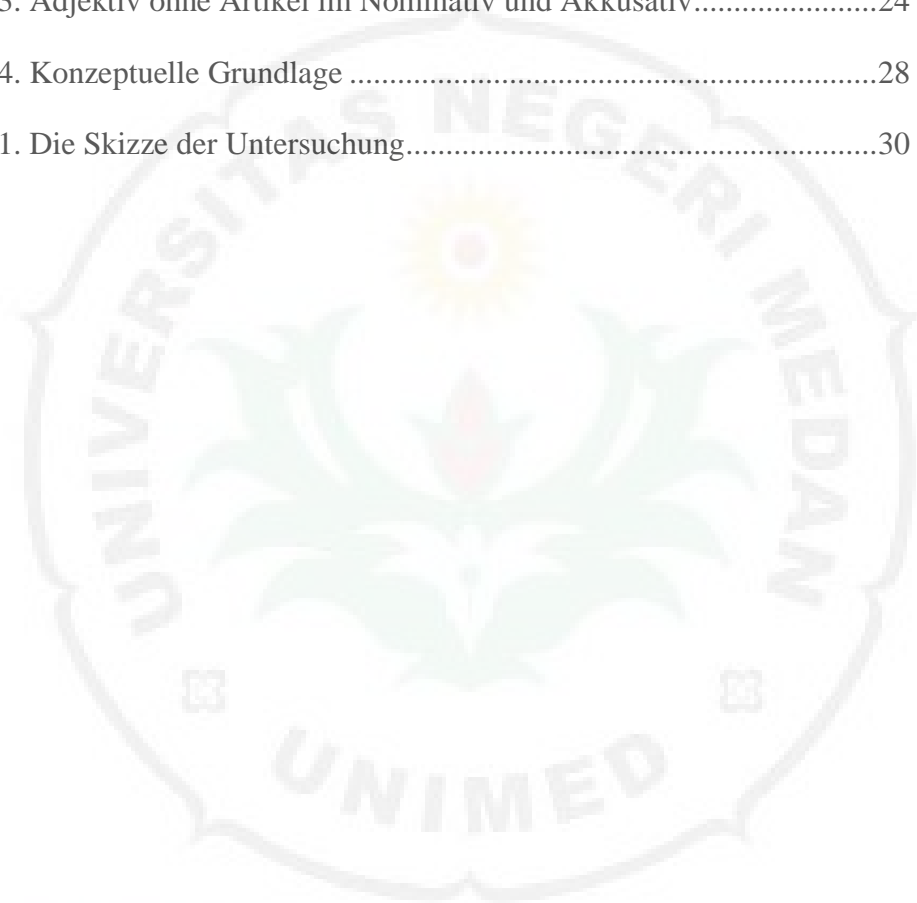 3. Adjektiv ohne Artikel im Nominativ und Akkusativ......................24
4. Konzeptuelle Grundlage ..................................................................28
1. Die Skizze der Untersuchung...........................................................30
UNIVERSITAS NEGERI MEDAN
UNIMED